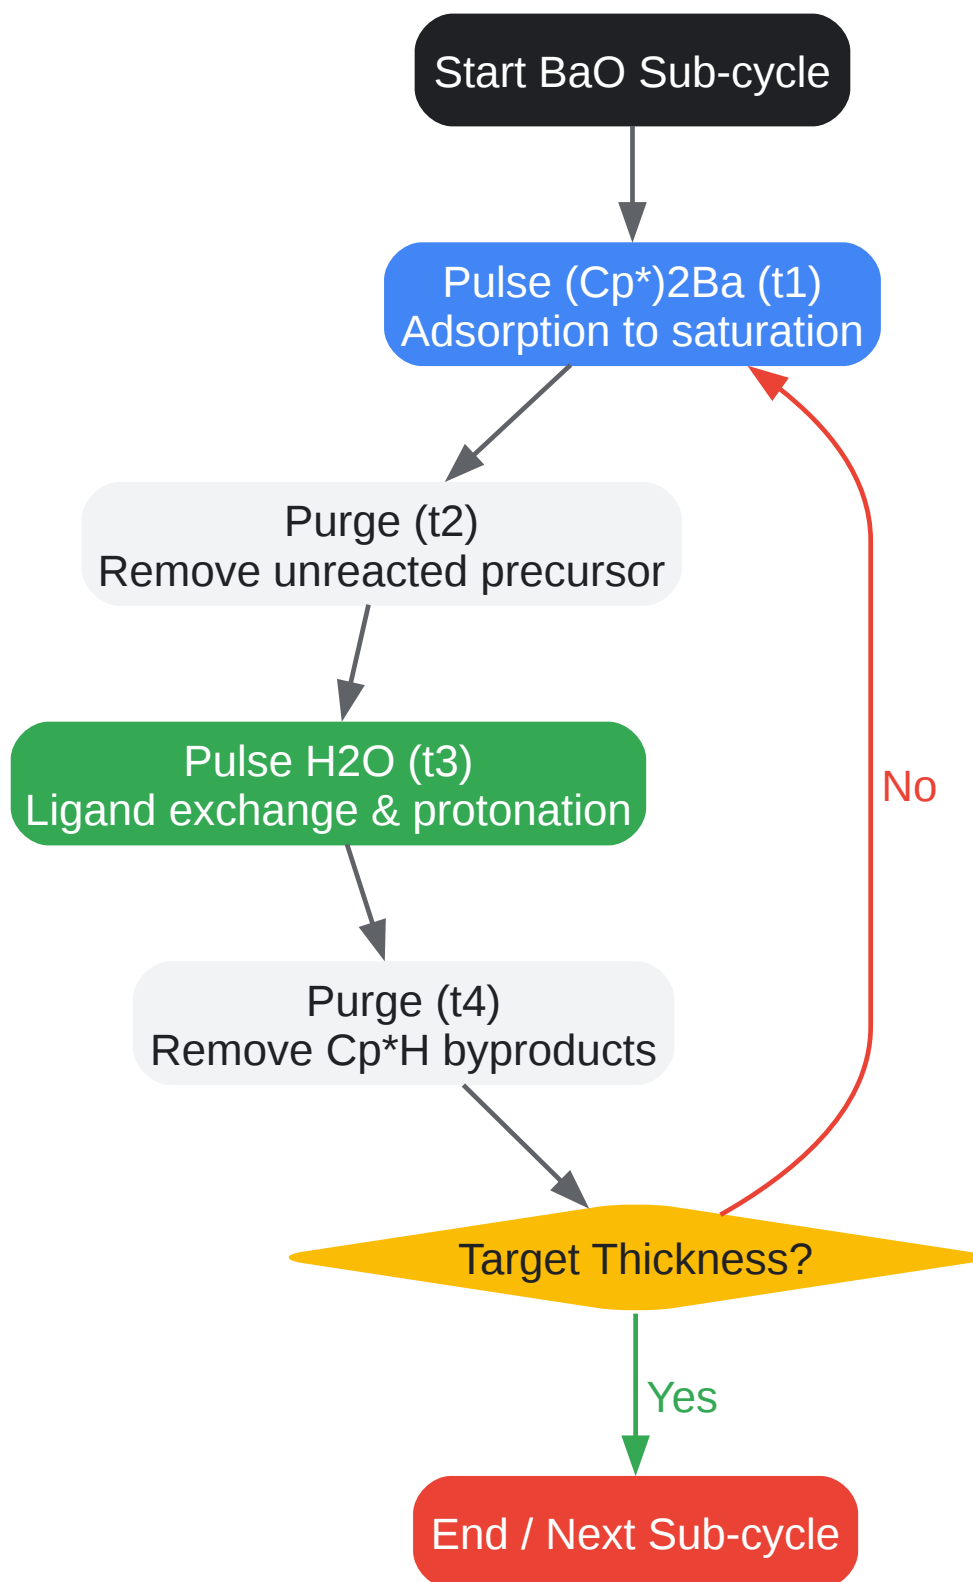 Start BaO Sub-cycle
Pulse (Cp*)2Ba (t1)
Adsorption to saturation
Purge (t2)
Remove unreacted precursor
Pulse H2O (t3)
Ligand exchange & protonation
No
Purge (t4)
Remove Cp*H byproducts
Target Thickness?
Yes
End / Next Sub-cycle